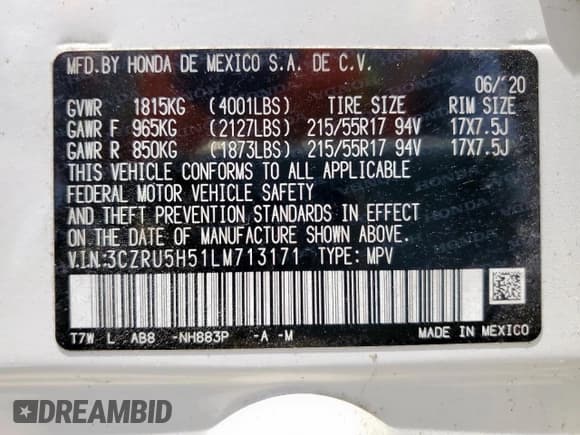 MFD.BY HONDA DE MEXICO S.A. DE C.V.
06/'20
GVWR 1815KG (4001LBS) TIRE SIZE RIM SIZE
GAWR F 965KG (2127LBS) 215/55R17 94V 17X7.5J
GAWR R 850KG (1873LBS) 215/55R17 94V 17X7.5J
THIS VEHICLE CONFORMS TO ALL APPLICABLE
FEDERAL MOTOR VEHICLE SAFETY
AND THEFT PREVENTION STANDARDS IN EFFECT
ON THE DATE OF MANUFACTURE SHOWN ABOVE.
V.I.N:3CZRU5H51LM713171 TYPE: MPV
T7W L AB8 -NH883P -A -M MADE IN MEXICO
DREAMBID